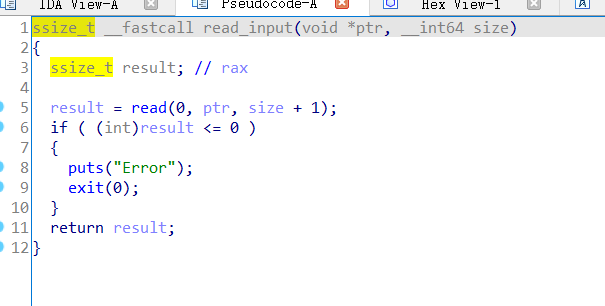 IDA View-A Pseudocode-A Hex View-1
1 ssize_t __fastcall read_input(void *ptr, __int64 size)
2 {
3 ssize_t result; // rax
4
5 result = read(0, ptr, size + 1);
6 if ( (int)result <= 0 )
7 {
8 puts("Error");
9 exit(0);
10 }
11 return result;
12 }